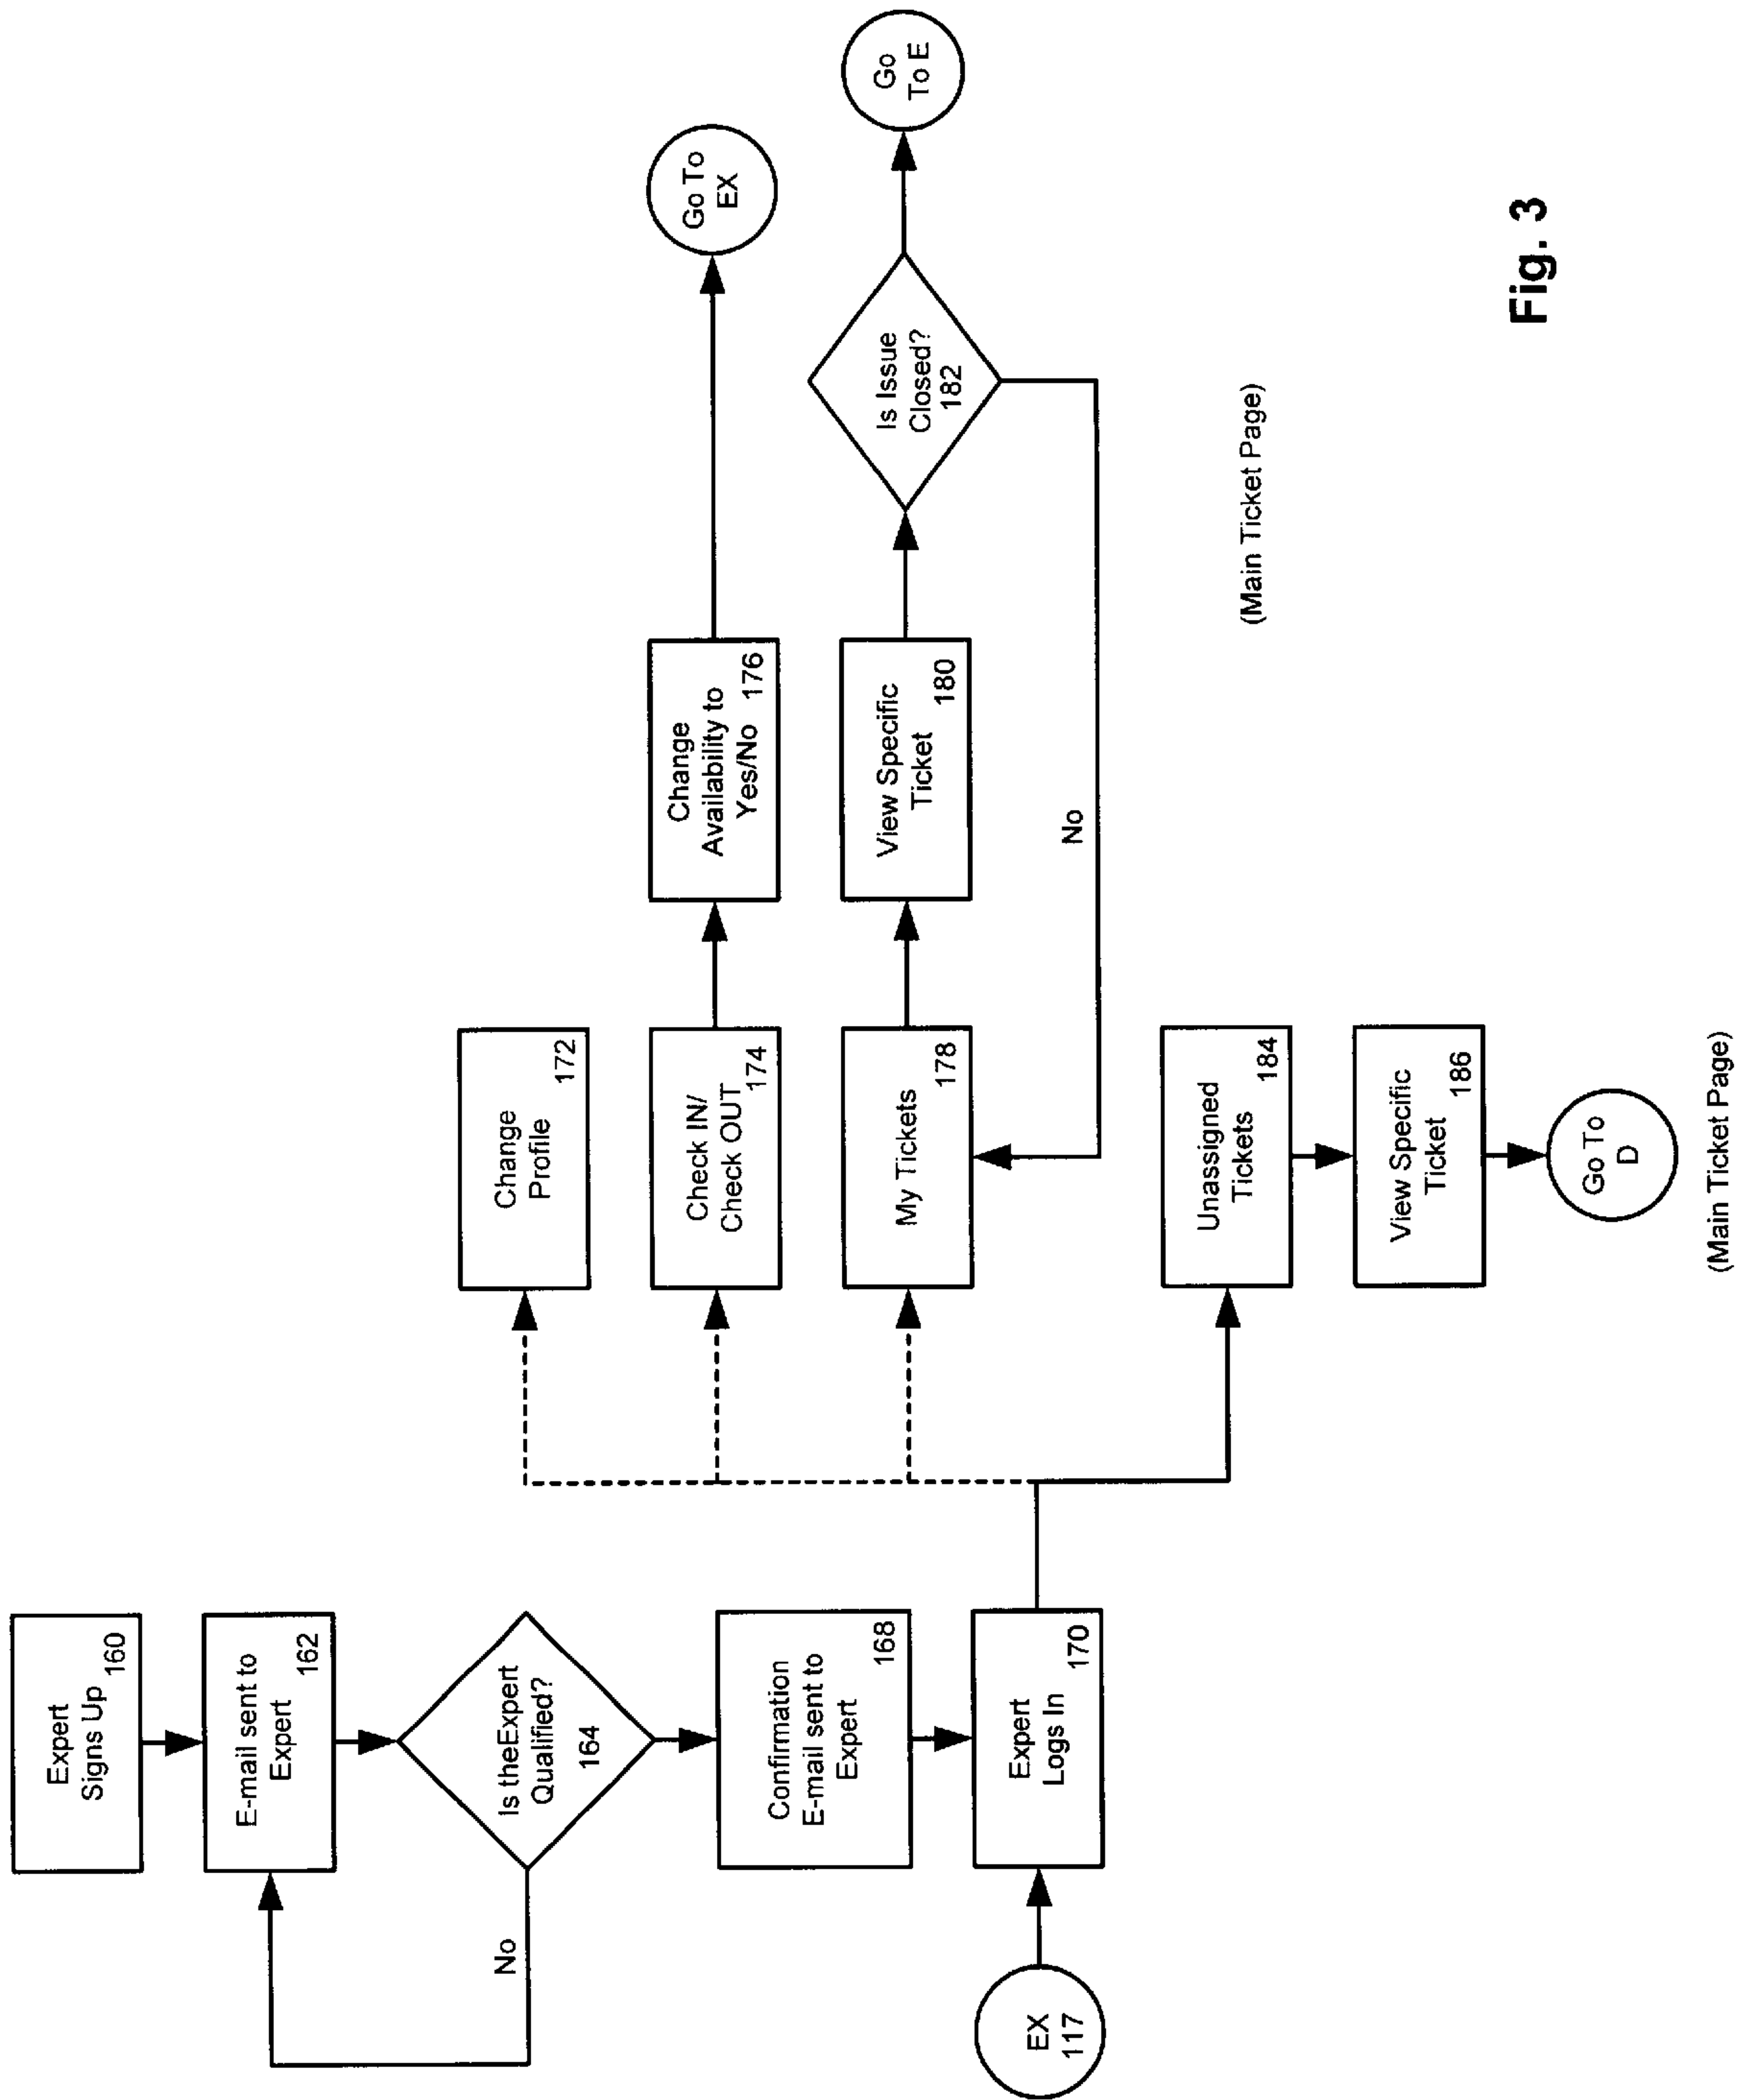 Expert
Signs Up
160
E-mail sent to
Expert
162
Is theExpert
Qualified?
164
No
Confirmation
E-mail sent to
Expert
168
EX
117
Expert
Logs In
170
Change
Profile
172
Check IN/
Check OUT
174
Change
Availability to
Yes/No 176
Go To
EX
My Tickets
178
View Specific
Ticket
180
Is Issue
Closed?
182
Go
To E
No
Unassigned
Tickets
184
View Specific
Ticket
186
Go To
D
(Main Ticket Page)
(Main Ticket Page)
Fig. 3